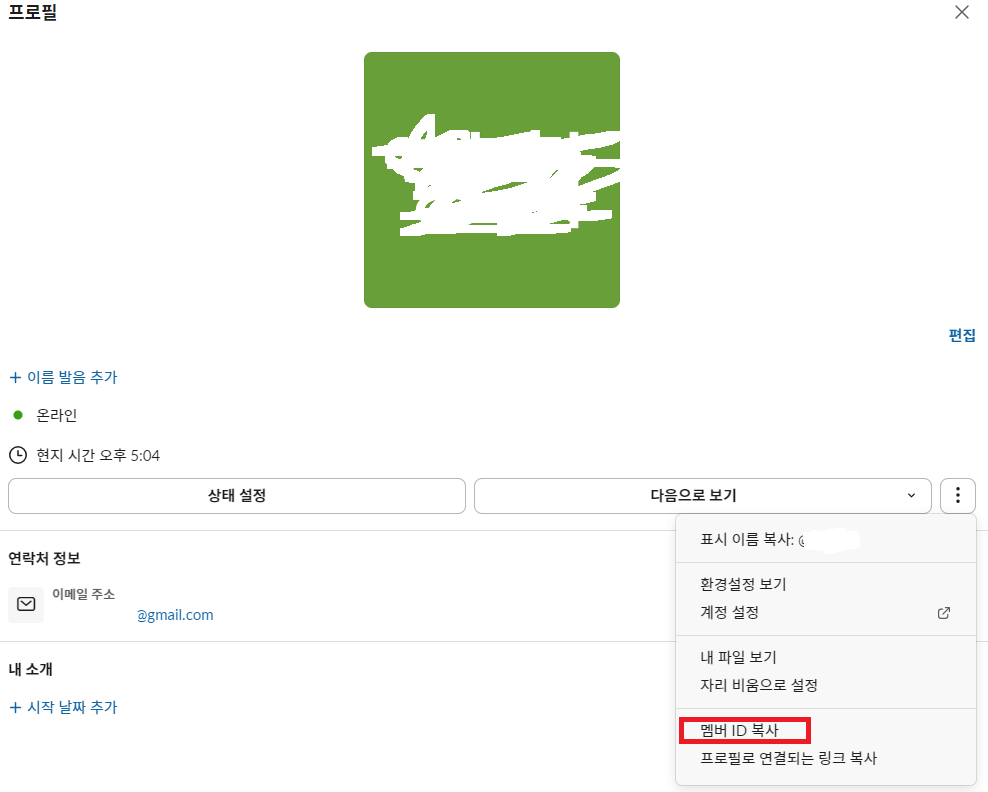 프로필
편집
+ 이름 발음 추가
온라인
현지 시간 오후 5:04
상태 설정
다음으로 보기
표시 이름 복사: @
환경설정 보기
계정 설정
내 파일 보기
자리 비움으로 설정
멤버 ID 복사
프로필로 연결되는 링크 복사
연락처 정보
이메일 주소
@gmail.com
내 소개
+ 시작 날짜 추가